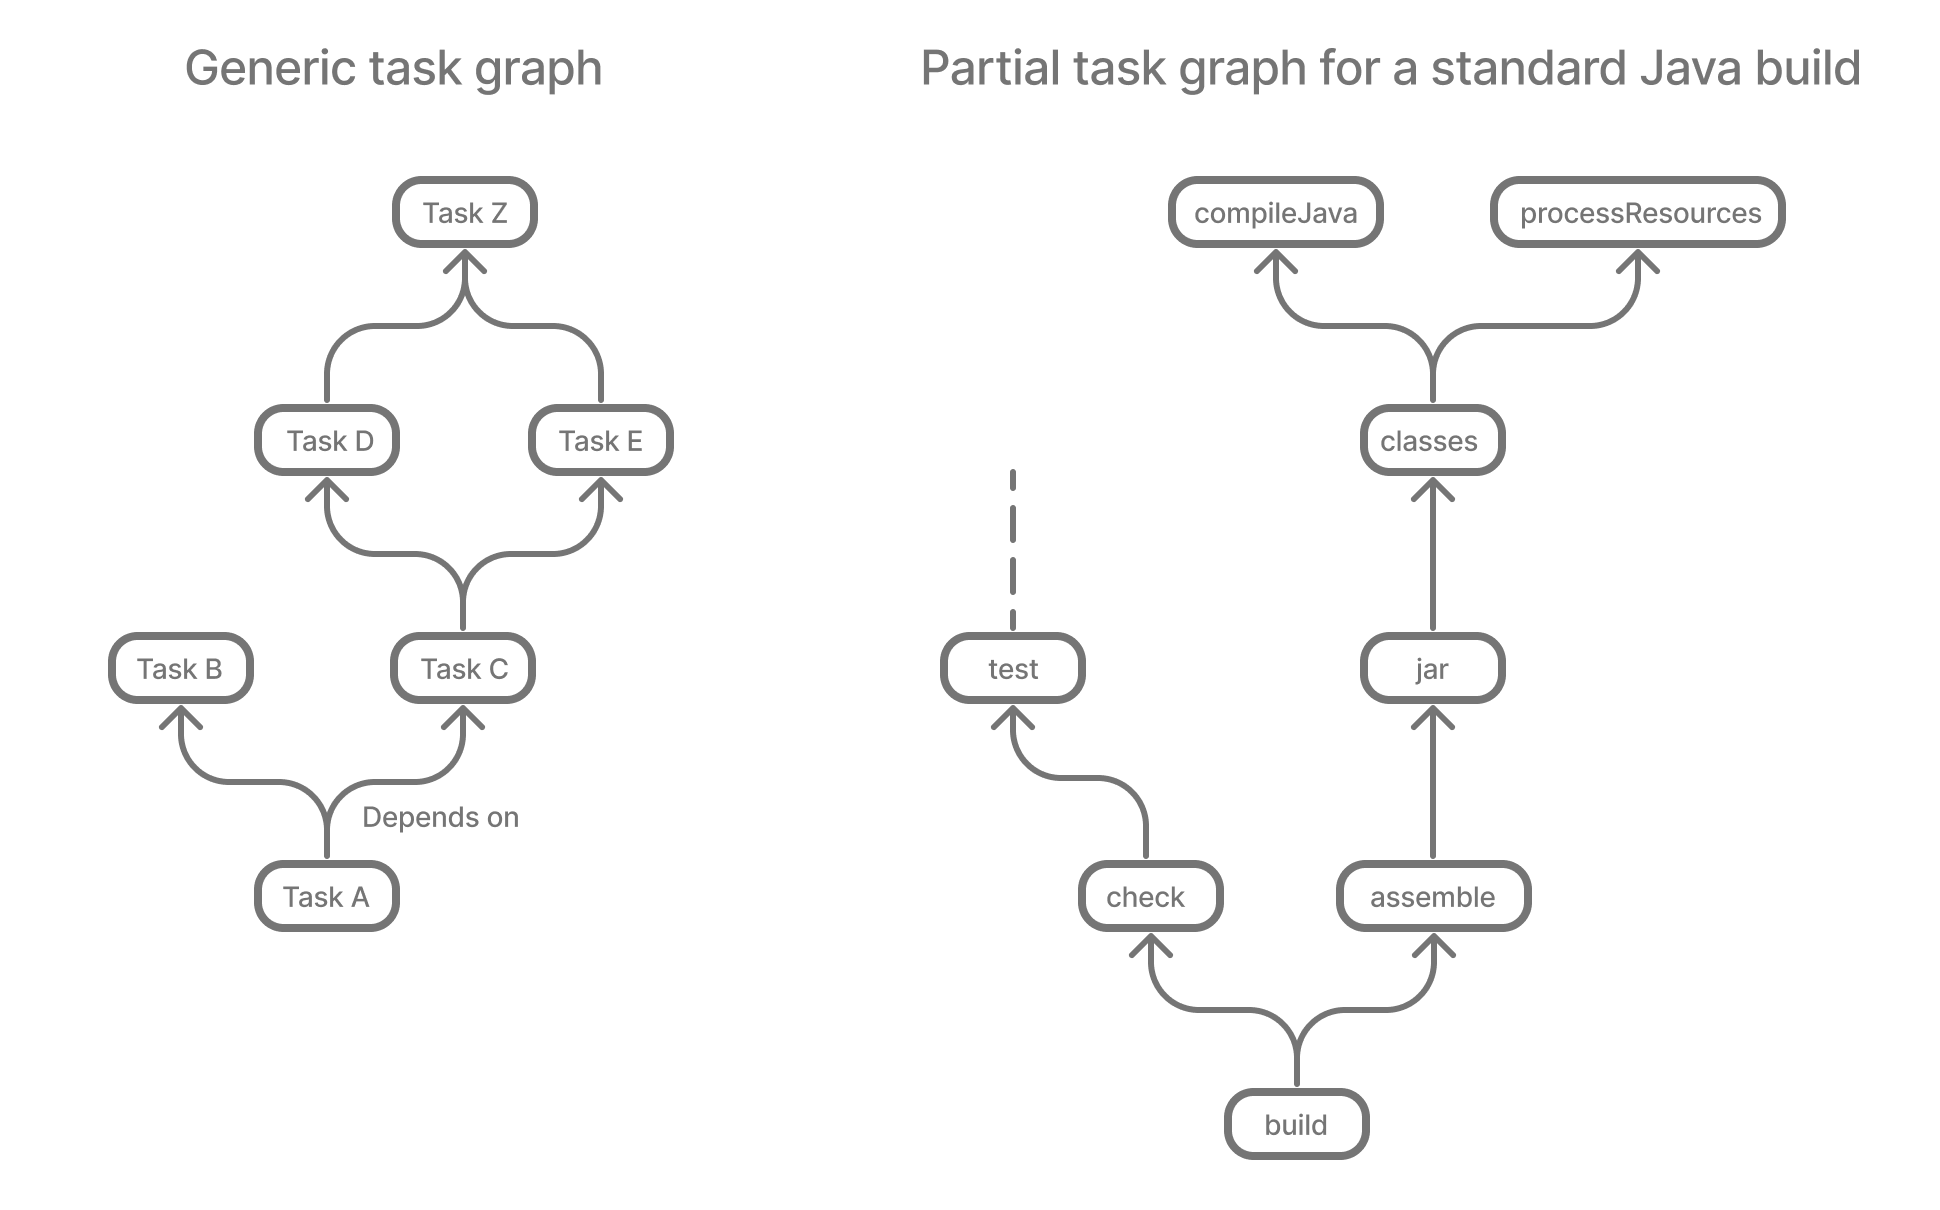 Generic task graph
Task Z
Task D
Task E
Task B
Task C
Depends on
Task A
Partial task graph for a standard Java build
compileJava
processResources
classes
test
jar
check
assemble
build